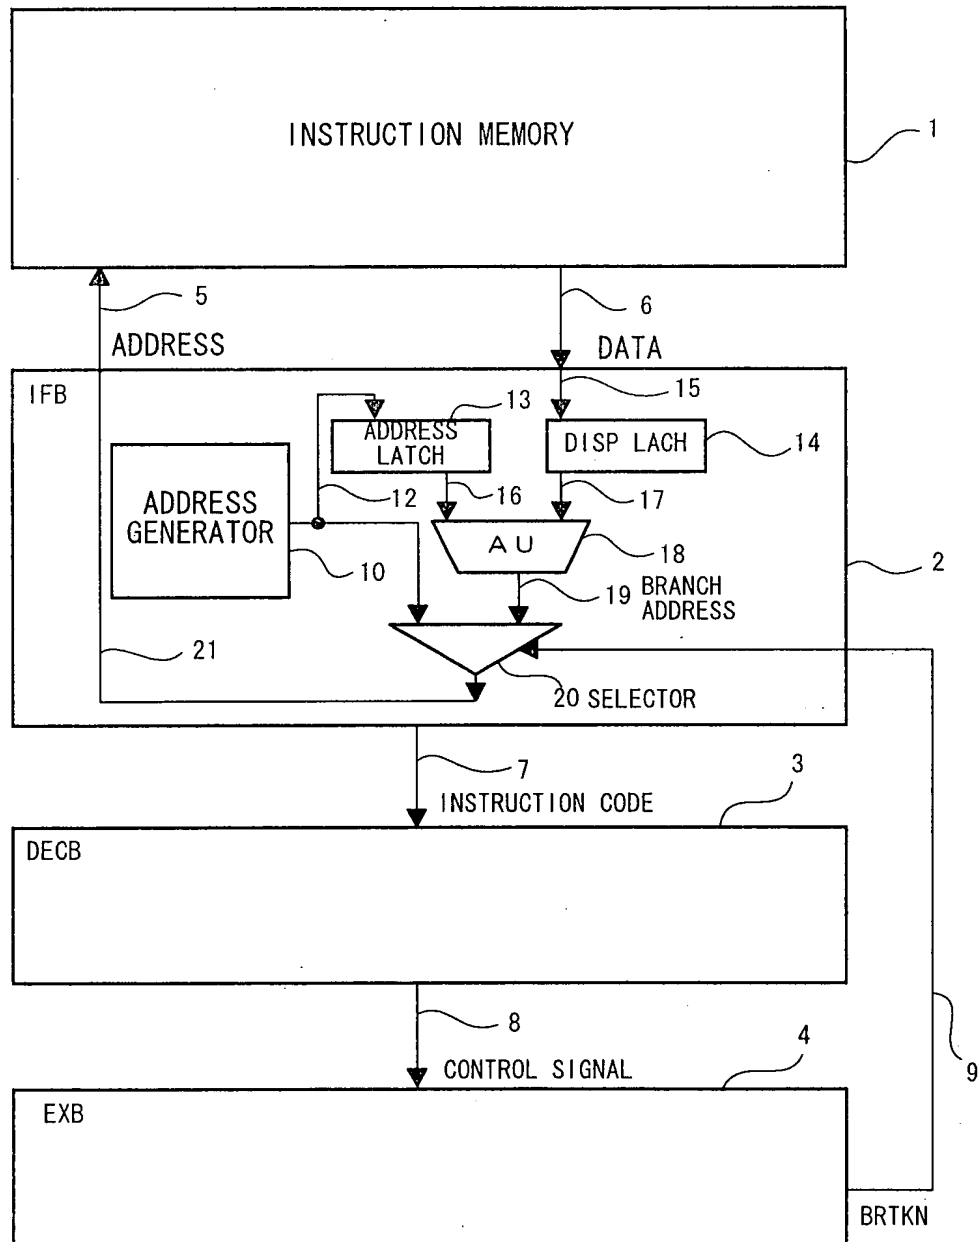 INSTRUCTION MEMORY
1
5
6
ADDRESS
DATA
IFB
13
15
ADDRESS
LATCH
DISP LACH
14
ADDRESS
GENERATOR
12
16
17
AU
18
10
2
19
BRANCH
ADDRESS
21
20 SELECTOR
7
3
INSTRUCTION CODE
DECB
8
4
CONTROL SIGNAL
9
EXB
BRTKN